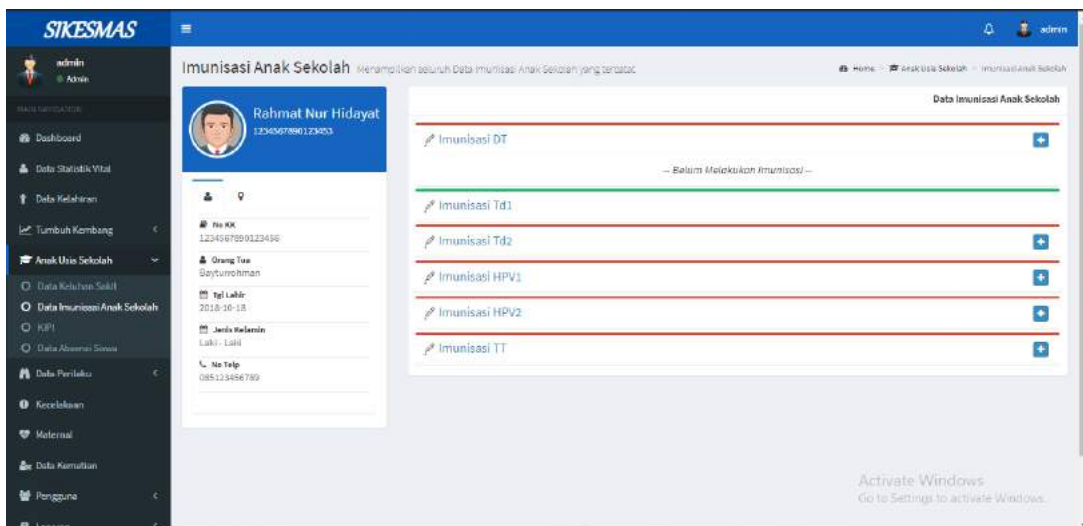 SIKESMAS
admin
admin
Admin
MAIN NAVIGATION
Dashboard
Data Statistik Vital
Data Kelahiran
Tumbuh Kembang
Anak Usia Sekolah
Data Keluhan Sakit
Data Imunisasi Anak Sekolah
KIPI
Data Absensi Siswa
Data Perilaku
Kecelakaan
Maternal
Data Kematian
Pengguna
Laporan
Imunisasi Anak Sekolah Menampilkan seluruh Data Imunisasi Anak Sekolah yang tercatat
Home > Anak Usia Sekolah > Imunisasi Anak Sekolah
Rahmat Nur Hidayat
1234567890123453
No KK
1234567890123456
Orang Tua
Bayturrohman
Tgl Lahir
2018-10-18
Jenis Kelamin
Laki - Laki
No Telp
085123456789
Data Imunisasi Anak Sekolah
Imunisasi DT
-- Belum Melakukan Imunisasi --
Imunisasi Td1
Imunisasi Td2
Imunisasi HPV1
Imunisasi HPV2
Imunisasi TT
Activate Windows
Go to Settings to activate Windows.